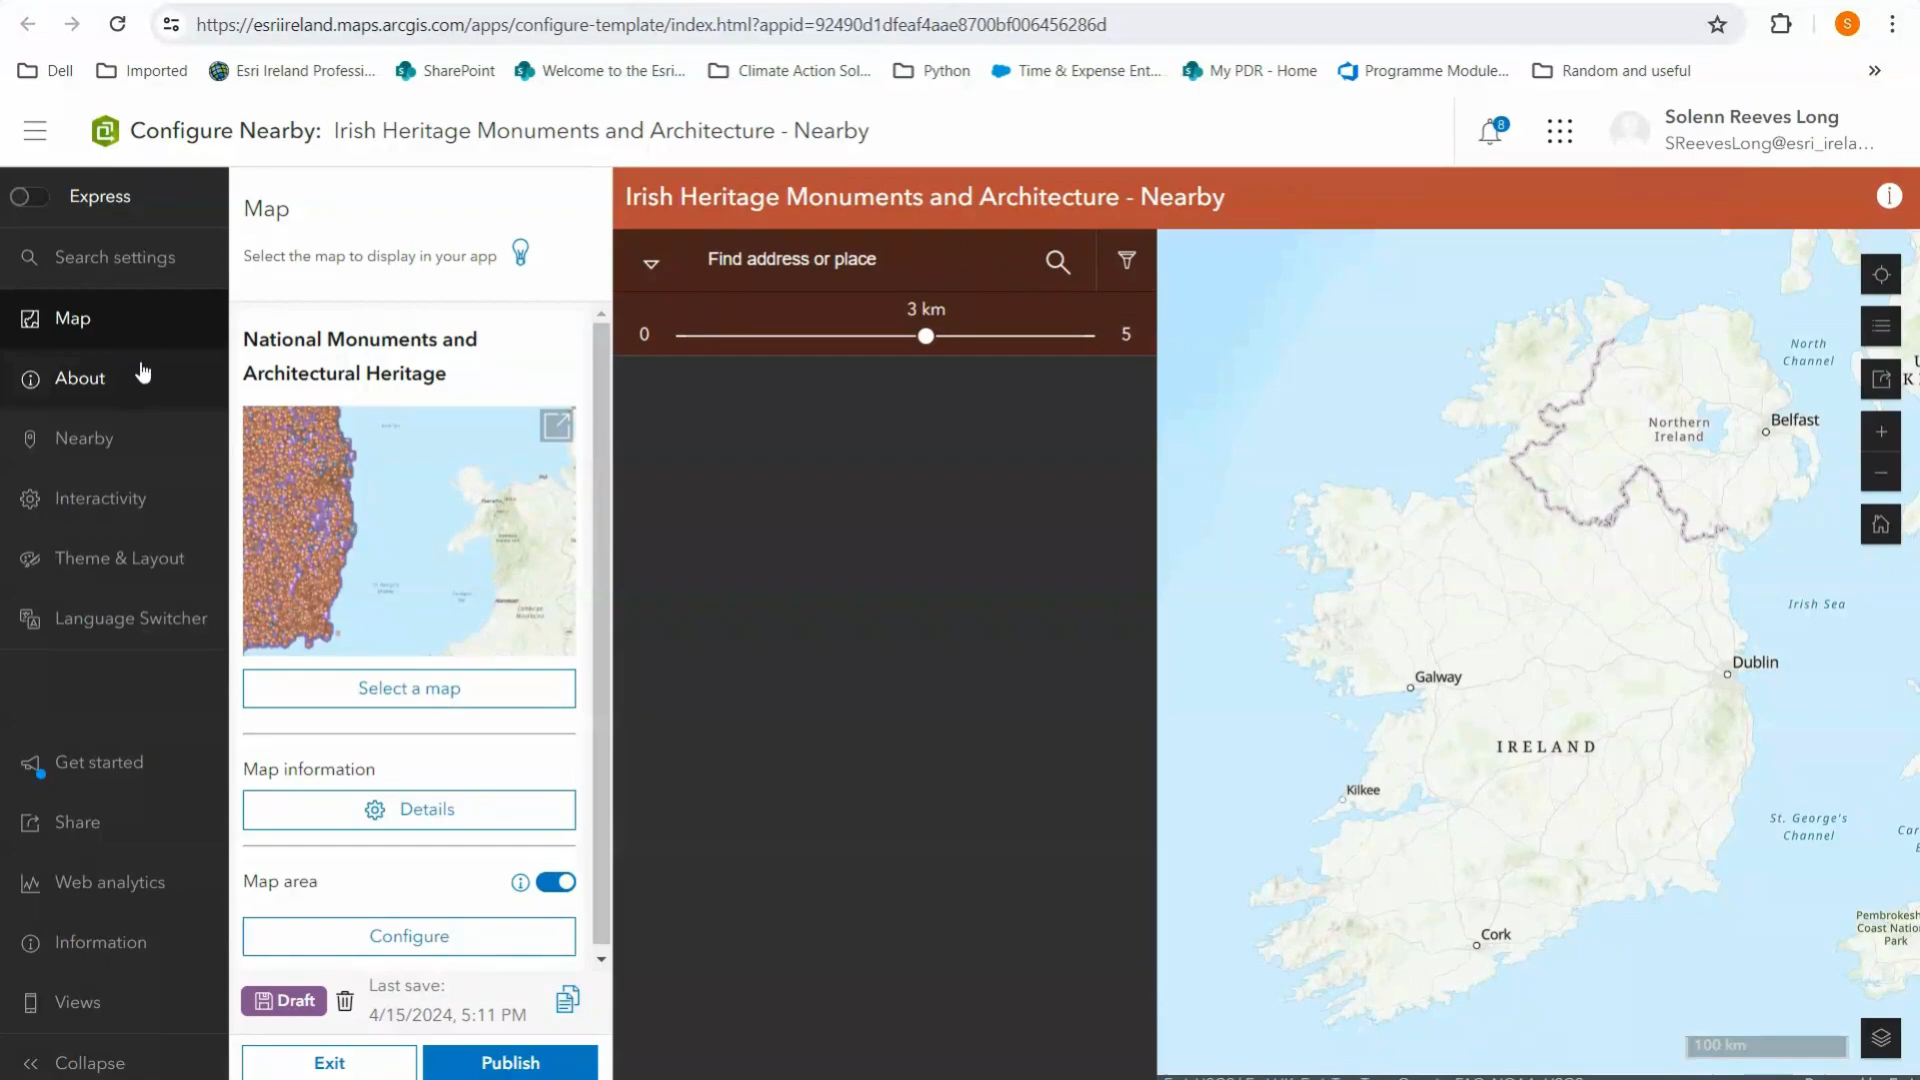 https://esriireland.maps.arcgis.com/apps/configure-template/index.html?appid=92490d1dfeaf4aae8700bf006456286d
S
Dell
Imported
Esri Ireland Professi...
SharePoint
Welcome to the Esri...
Climate Action Sol...
Python
Time & Expense Ent...
My PDR - Home
Programme Module...
Random and useful
Configure Nearby: Irish Heritage Monuments and Architecture - Nearby
8
Solenn Reeves Long
SReevesLong@esri_irela...
Express
Search settings
Map
About
Nearby
Interactivity
Theme & Layout
Language Switcher
Get started
Share
Web analytics
Information
Views
Collapse
Map
Select the map to display in your app
National Monuments and
Architectural Heritage
Select a map
Map information
Details
Map area
Configure
Draft
Last save:
4/15/2024, 5:11 PM
Exit
Publish
Irish Heritage Monuments and Architecture - Nearby
Find address or place
3 km
0
5
North
Channel
Northern
Ireland
Belfast
Irish Sea
Dublin
Galway
IRELAND
Kilkee
St. George's
Channel
Cork
Pembrokesh
Coast Natio
Park
100 km